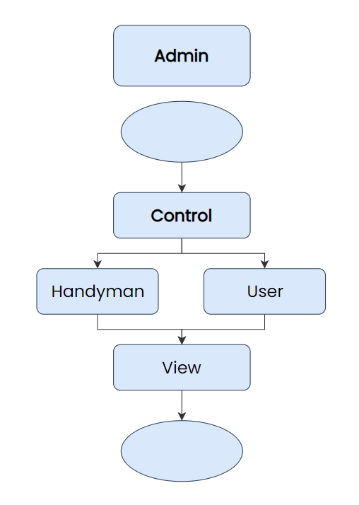 Admin
Control
Handyman
User
View